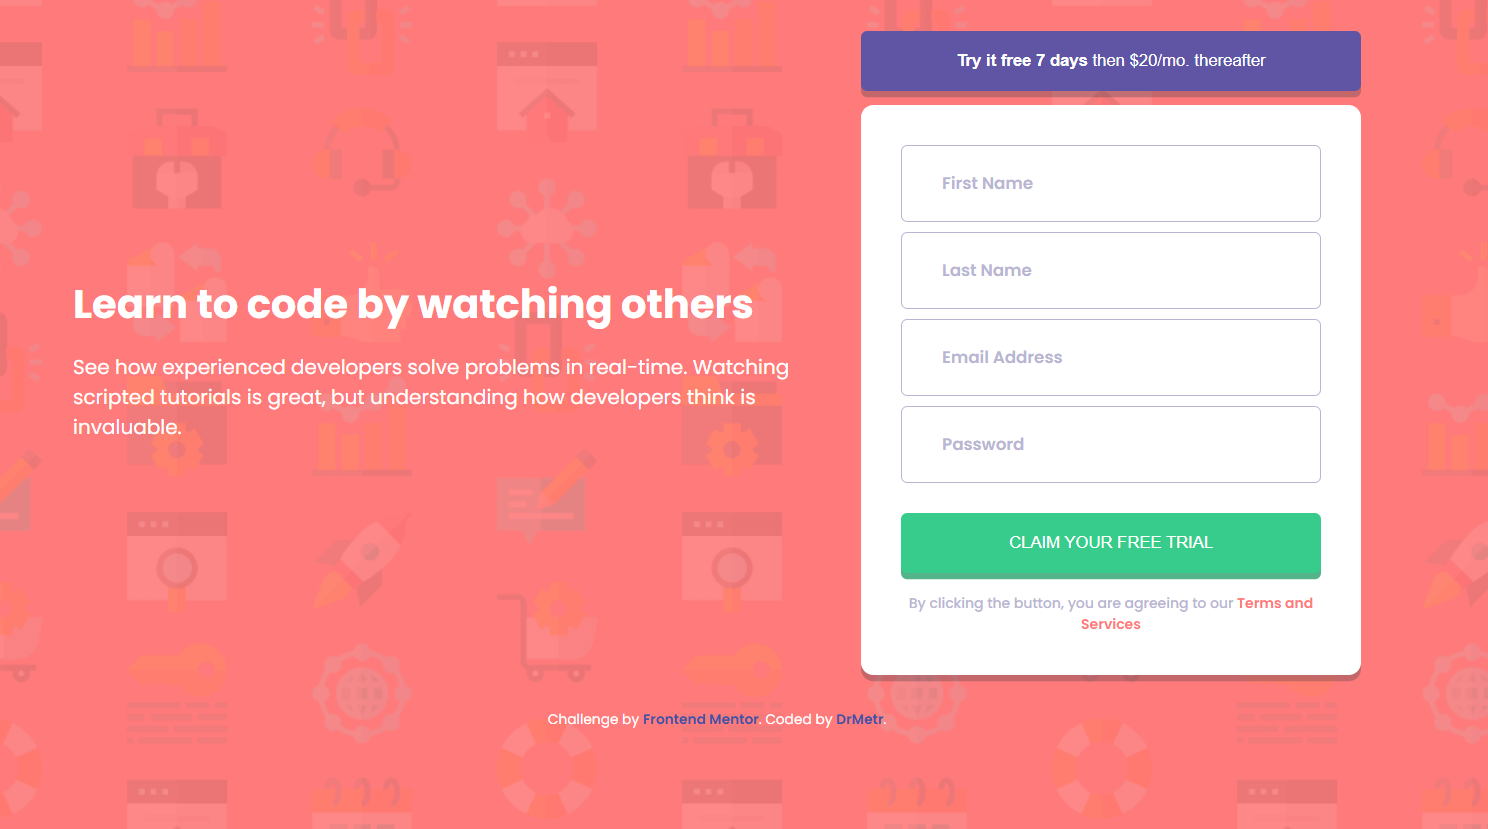 Try it free 7 days then $20/mo. thereafter
First Name
Last Name
Email Address
Password
CLAIM YOUR FREE TRIAL
By clicking the button, you are agreeing to our Terms and
Services
Learn to code by watching others
See how experienced developers solve problems in real-time. Watching
scripted tutorials is great, but understanding how developers think is
invaluable.
Challenge by Frontend Mentor. Coded by DrMetr.